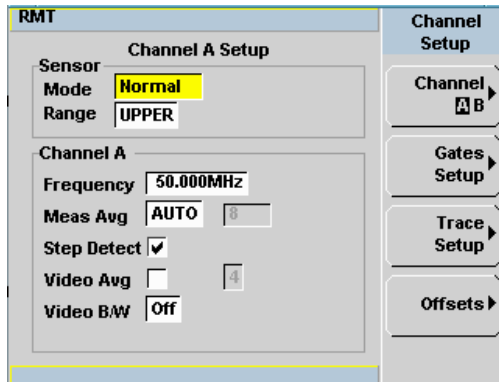 RMT
Channel A Setup
Sensor
Mode Normal
Range UPPER
Channel A
Frequency 50.000MHz
Meas Avg AUTO 8
Step Detect
Video Avg 4
Video B/W Off
Channel
Setup
Channel
A B
Gates
Setup
Trace
Setup
Offsets